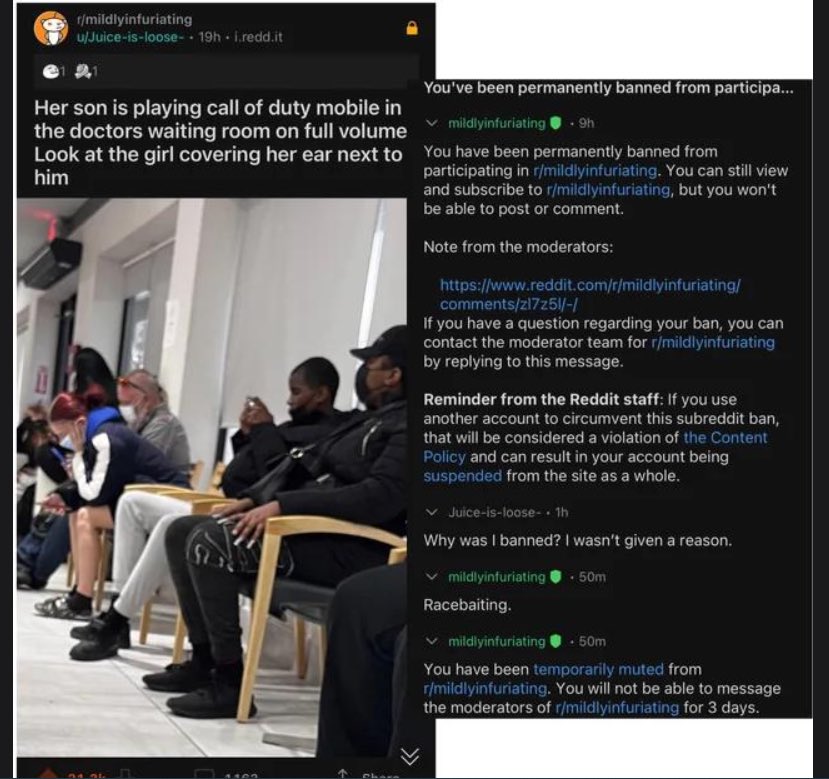 r/mildlyinfuriating
u/Juice-is-loose- • 19h • i.redd.it
1 1
Her son is playing call of duty mobile in
the doctors waiting room on full volume
Look at the girl covering her ear next to
him
1163
Share
You've been permanently banned from participa...
mildlyinfuriating • 9h
You have been permanently banned from
participating in r/mildlyinfuriating. You can still view
and subscribe to r/mildlyinfuriating, but you won't
be able to post or comment.
Note from the moderators:
https://www.reddit.com/r/mildlyinfuriating/
comments/zl7z5l/-/
If you have a question regarding your ban, you can
contact the moderator team for r/mildlyinfuriating
by replying to this message.
Reminder from the Reddit staff: If you use
another account to circumvent this subreddit ban,
that will be considered a violation of the Content
Policy and can result in your account being
suspended from the site as a whole.
Juice-is-loose- • 1h
Why was I banned? I wasn't given a reason.
mildlyinfuriating • 50m
Racebaiting.
mildlyinfuriating • 50m
You have been temporarily muted from
r/mildlyinfuriating. You will not be able to message
the moderators of r/mildlyinfuriating for 3 days.